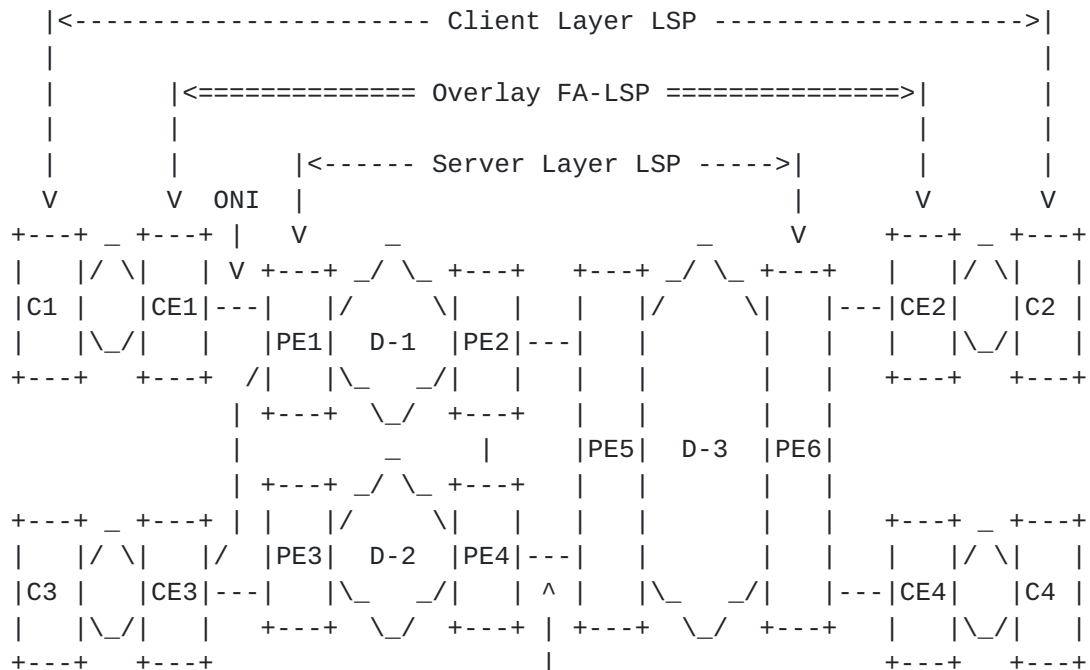 |<---------------------- Client Layer LSP ------------------->|
|                                                             |
|       |<============== Overlay FA-LSP ===============>|       |
|       |                                              |       |
|       |       |<------ Server Layer LSP ----->|       |       |
V       V  ONI  |                               |       V       V
+---+ _ +---+ |   V     _                   _     V     +---+ _ +---+
|   |/ \|   | V +---+ _/ \_ +---+   +---+ _/ \_ +---+   |   |/ \|   |
|C1 |   |CE1|---|   |/     \|   |   |   |/     \|   |---|CE2|   |C2 |
|   |\_/|   |   |PE1|  D-1  |PE2|---|   |       |   |   |   |\_/|   |
+---+   +---+  /|   |\_   _/|   |   |   |       |   |   +---+   +---+
              | +---+  \_/  +---+   |   |       |   |
              |         _     |     |PE5|  D-3  |PE6|
              | +---+ _/ \_ +---+   |   |       |   |
+---+ _ +---+ | |   |/     \|   |   |   |       |   |   +---+ _ +---+
|   |/ \|   |/  |PE3|  D-2  |PE4|---|   |       |   |   |   |/ \|   |
|C3 |   |CE3|---|   |\_   _/|   | ^ |   |\_   _/|   |---|CE4|   |C4 |
|   |\_/|   |   +---+  \_/  +---+ | +---+  \_/  +---+   |   |\_/|   |
+---+   +---+                     |                     +---+   +---+